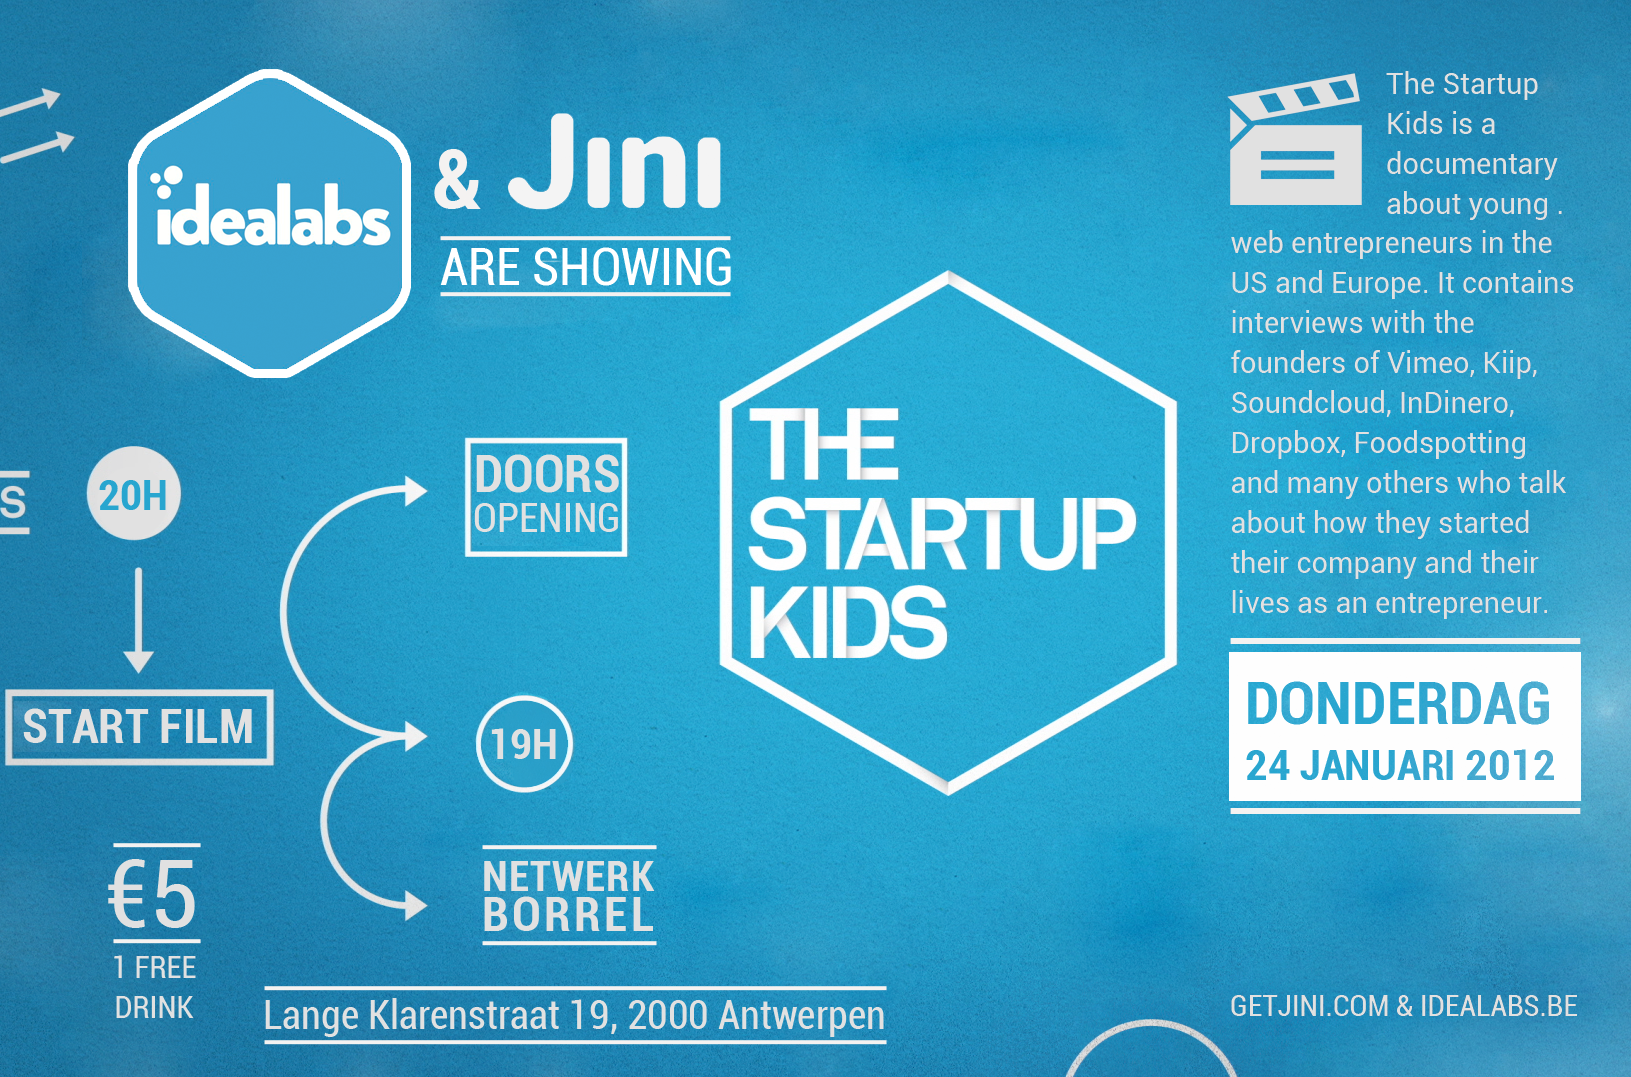 idealabs
& Jini
ARE SHOWING
The Startup
Kids is a
documentary
about young .
web entrepreneurs in the
US and Europe. It contains
interviews with the
founders of Vimeo, Kiip,
Soundcloud, InDinero,
Dropbox, Foodspotting
and many others who talk
about how they started
their company and their
lives as an entrepreneur.
THE
STARTUP
KIDS
S
20H
DOORS
OPENING
START FILM
19H
DONDERDAG
24 JANUARI 2012
€5
1 FREE
DRINK
NETWERK
BORREL
Lange Klarenstraat 19, 2000 Antwerpen
GETJINI.COM & IDEALABS.BE